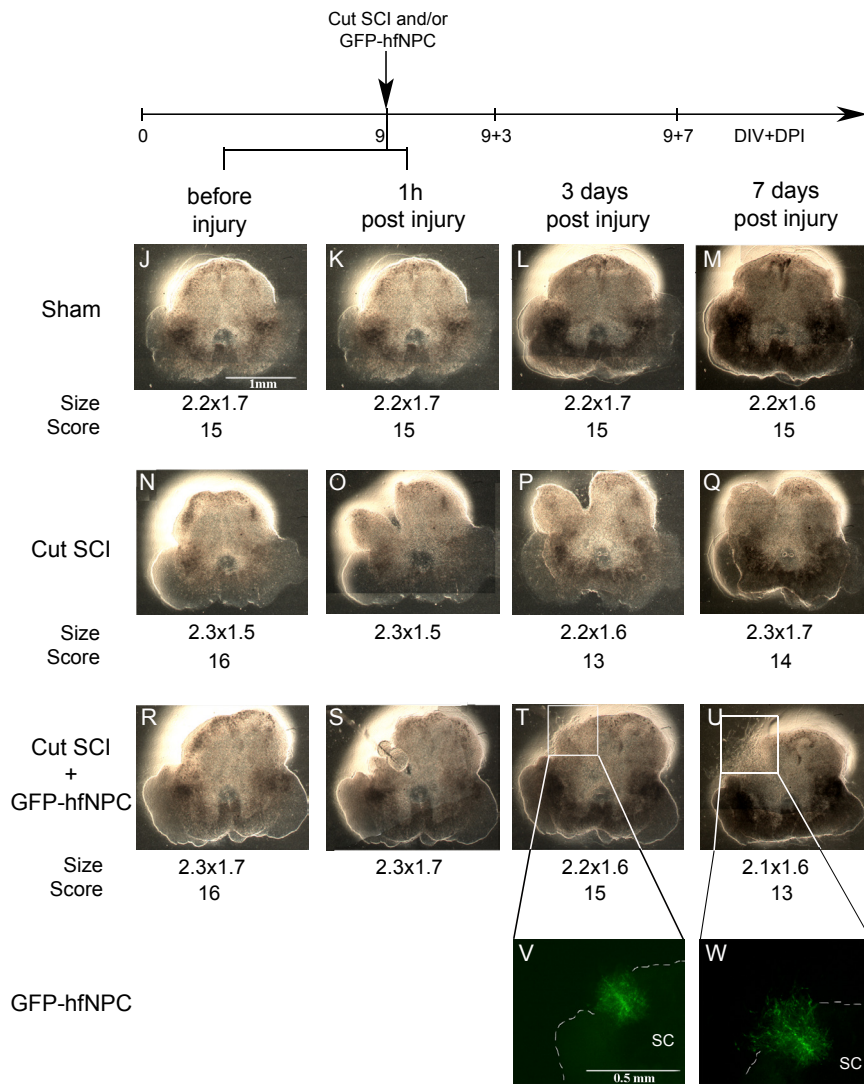 Cut SCI and/or
GFP-hfNPC
0 9 9+3 9+7 DIV+DPI
before injury
1h post injury
3 days post injury
7 days post injury
Sham
J K L M
1mm
Size 2.2x1.7 2.2x1.7 2.2x1.7 2.2x1.6
Score 15 15 15 15
N O P Q
Cut SCI
Size 2.3x1.5 2.3x1.5 2.2x1.6 2.3x1.7
Score 16 13 14
R S T U
Cut SCI
+
GFP-hfNPC
Size 2.3x1.7 2.3x1.7 2.2x1.6 2.1x1.6
Score 16 15 13
V W
GFP-hfNPC
SC SC
0.5 mm